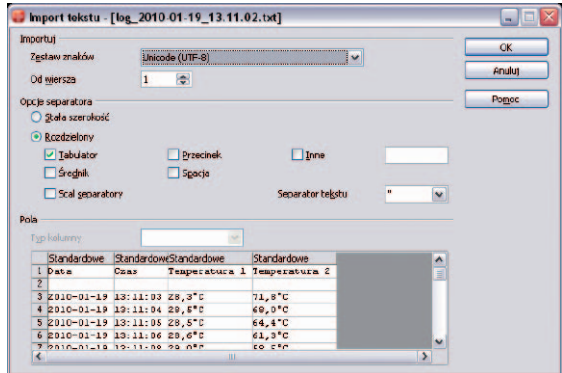 Import tekstu - [log_2010-01-19_13.11.02.txt]
Importuj
Zestaw znaków Unicode (UTF-8)
OK
Od wiersza 1
Anuluj
Opcje separatora
Pomoc
Stała szerokość
Rozdzielony
Tabulator Przecinek Inne
Średnik Spacja
Scal separatory Separator tekstu "
Pola
Typ kolumny
Standardowe Standardowe Standardowe Standardowe
1 Data Czas Temperatura 1 Temperatura 2
2
3 2010-01-19 13:11:03 28,3°C 71,8°C
4 2010-01-19 13:11:04 28,5°C 68,0°C
5 2010-01-19 13:11:05 28,5°C 64,4°C
6 2010-01-19 13:11:06 28,6°C 61,3°C
7 2010-01-19